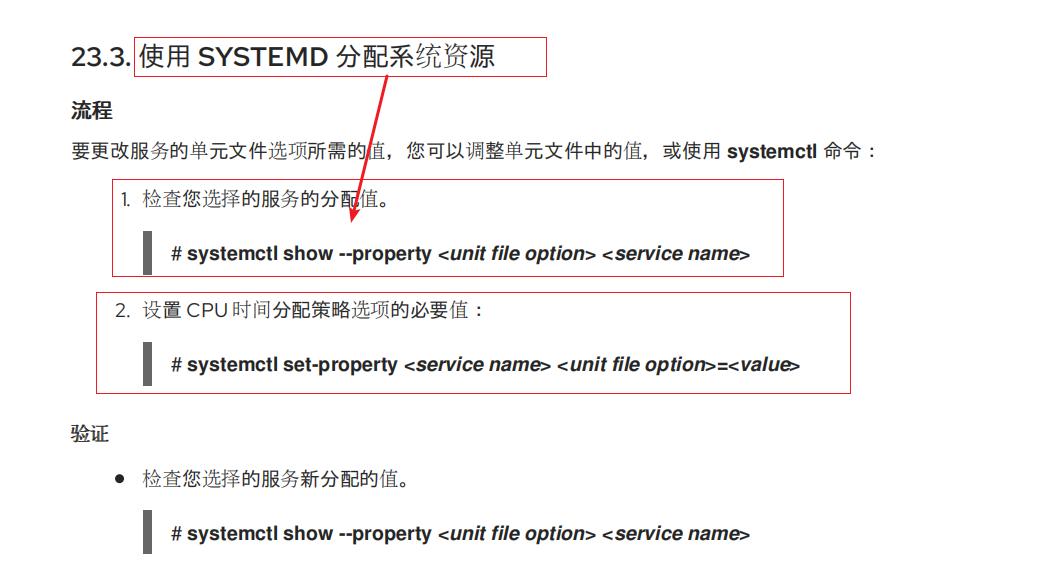 23.3. 使用 SYSTEMD 分配系统资源
流程
要更改服务的单元文件选项所需的值，您可以调整单元文件中的值，或使用 systemctl 命令：
1. 检查您选择的服务的分配值。
# systemctl show --property <unit file option> <service name>
2. 设置 CPU 时间分配策略选项的必要值：
# systemctl set-property <service name> <unit file option>=<value>
验证
● 检查您选择的服务新分配的值。
# systemctl show --property <unit file option> <service name>